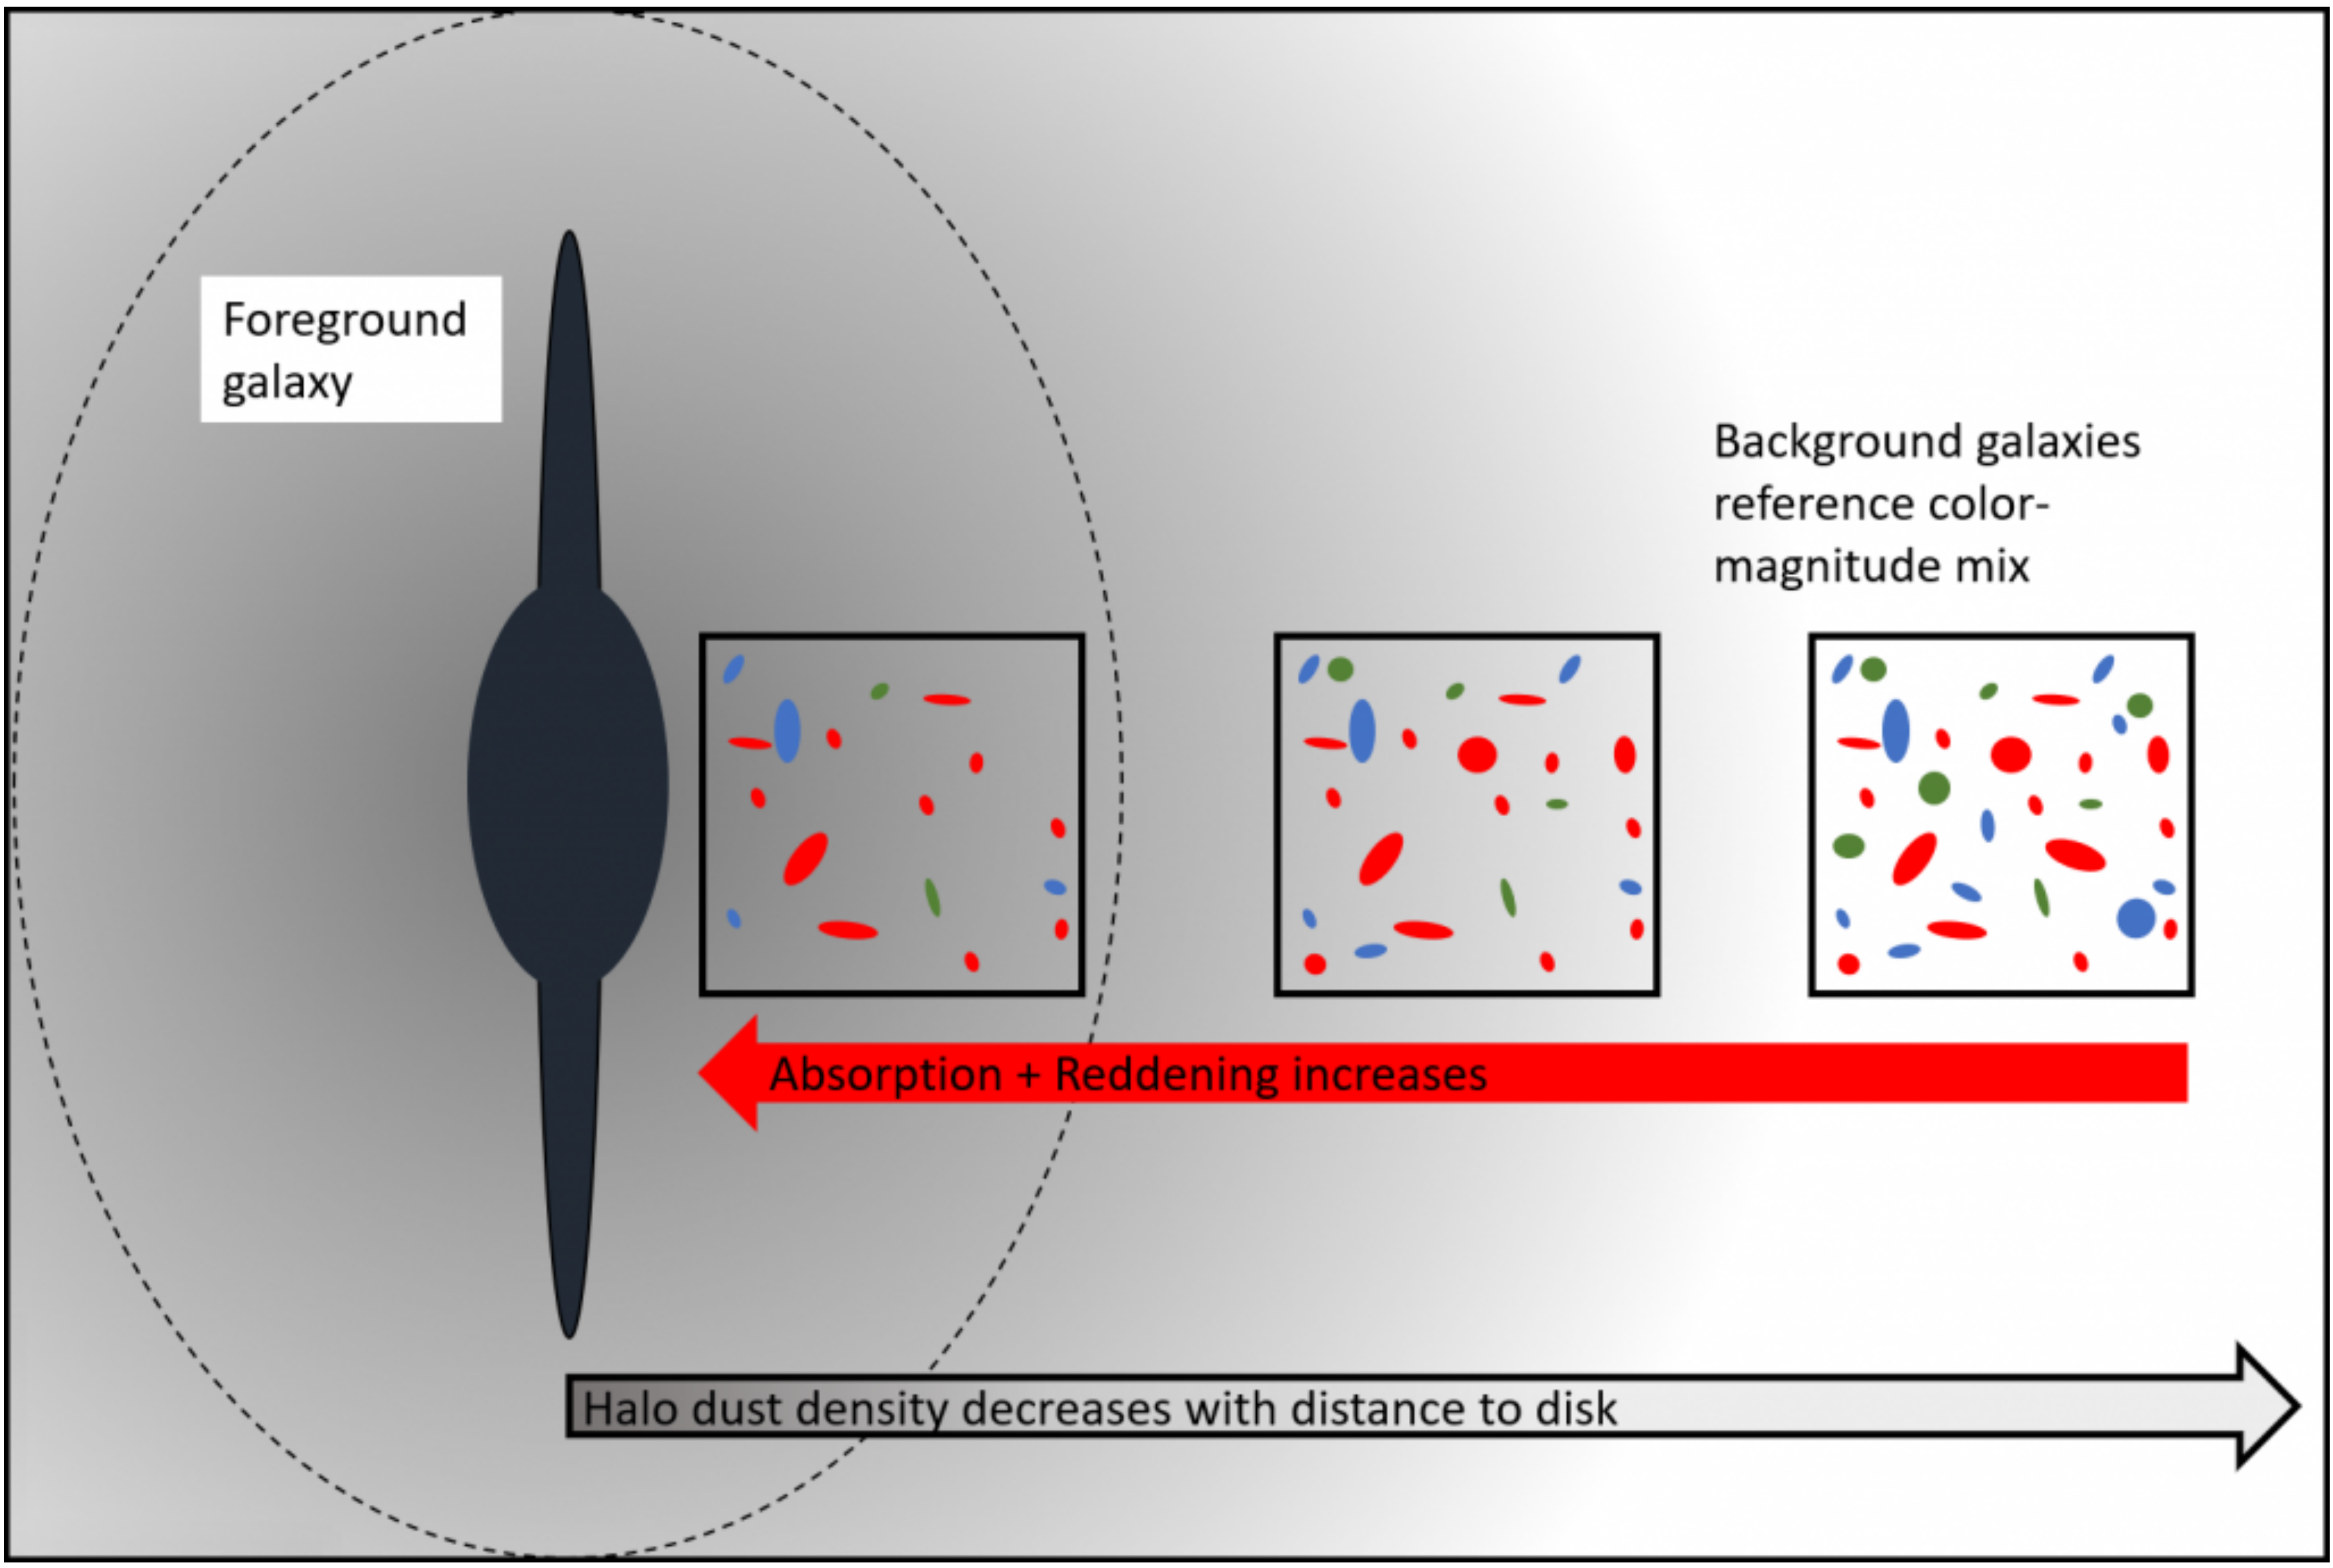 Foreground
galaxy
Background galaxies
reference color-
magnitude mix
Absorption + Reddening increases
Halo dust density decreases with distance to disk